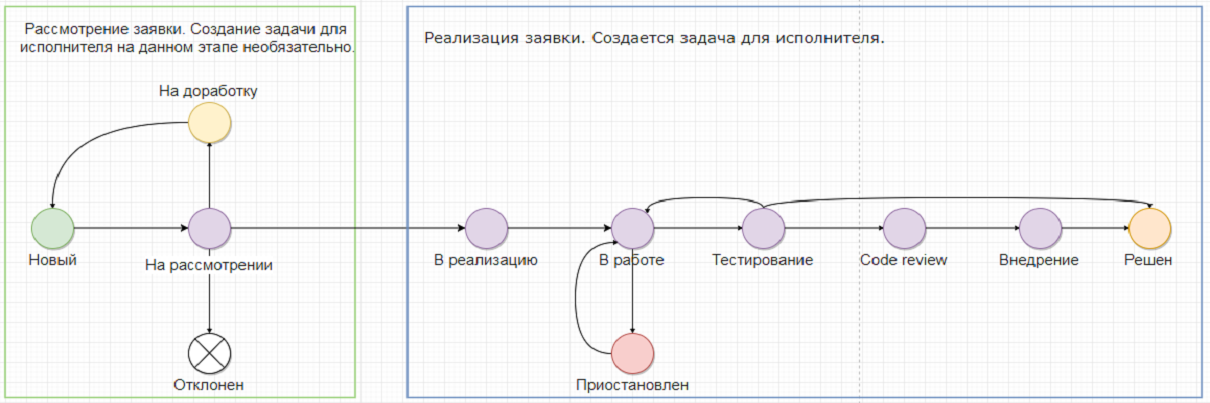 Рассмотрение заявки. Создание задачи для
исполнителя на данном этапе необязательно.
Реализация заявки. Создается задача для исполнителя.
На доработку
Новый
На рассмотрении
В реализацию
В работе
Тестирование
Code review
Внедрение
Решен
Отклонен
Приостановлен